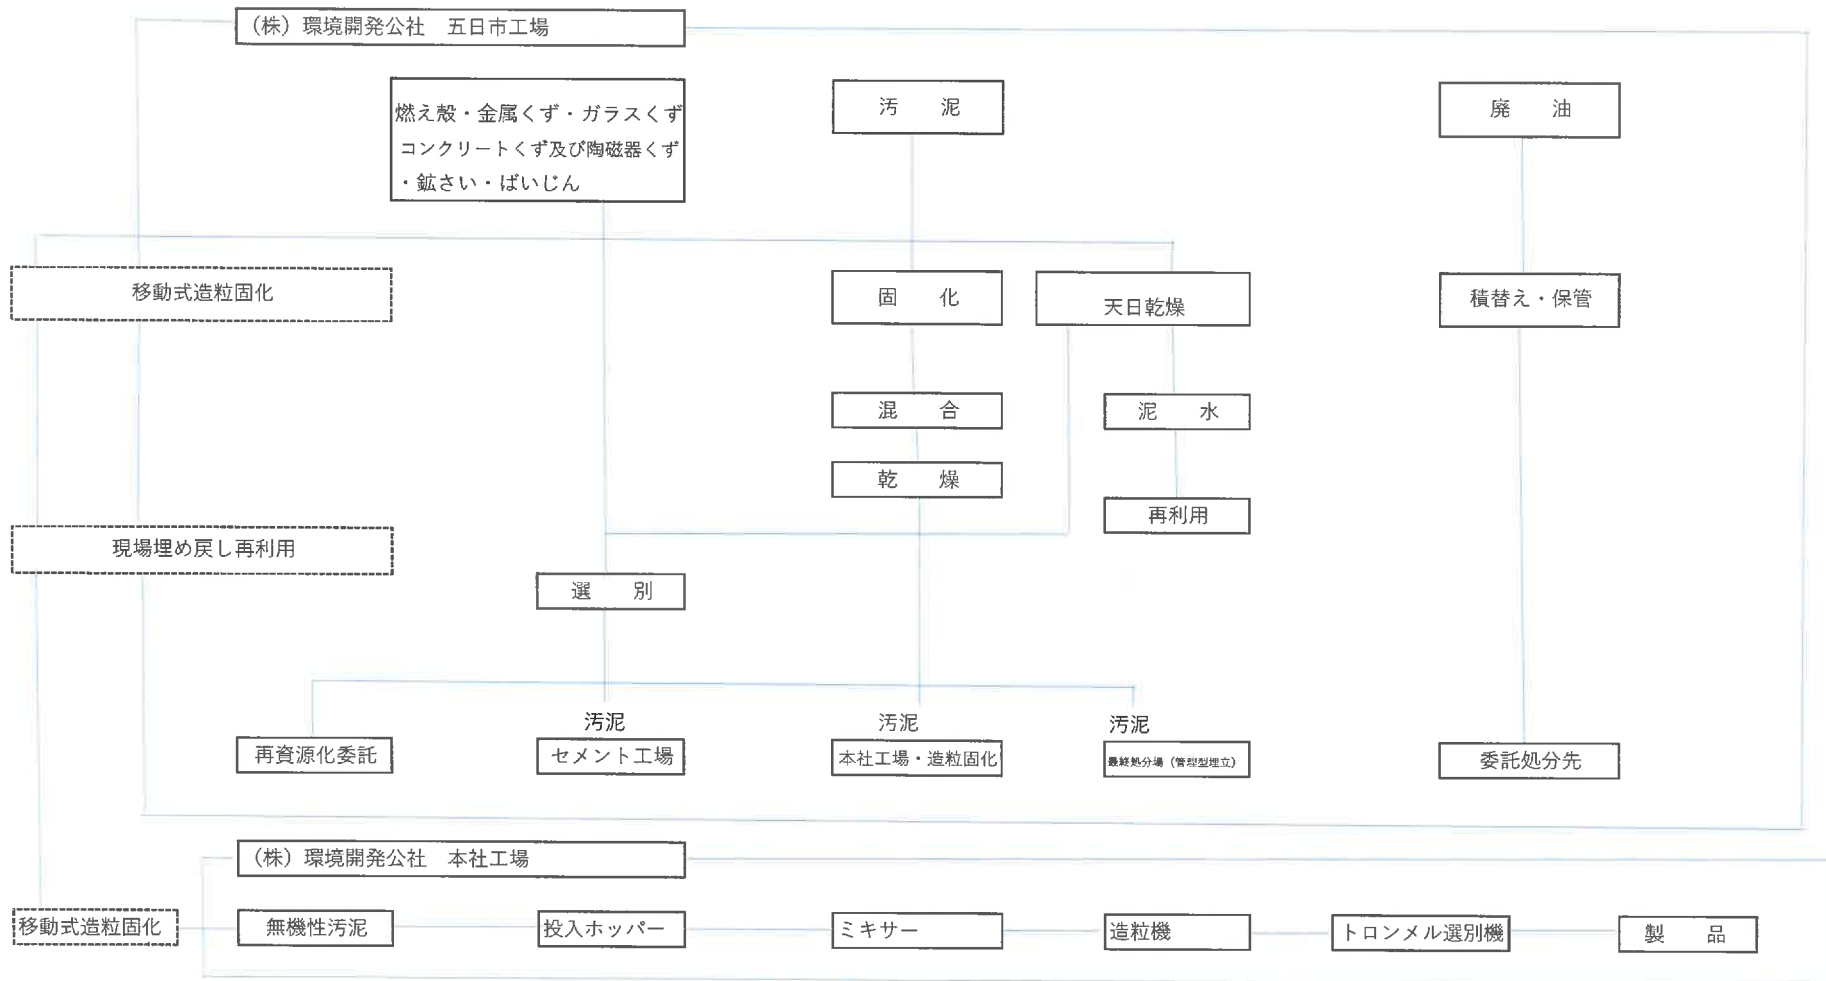 (株)環境開発公社 五日市工場
燃え殻・金属くず・ガラスくず
コンクリートくず及び陶磁器くず
・鉱さい・ばいじん
汚 泥
廃 油
移動式造粒固化
固 化
天日乾燥
積替え・保管
混 合
泥 水
乾 燥
再利用
現場埋め戻し再利用
選 別
汚泥
汚泥
汚泥
再資源化委託
セメント工場
本社工場・造粒固化
最終処分場(管理型埋立)
委託処分先
(株)環境開発公社 本社工場
移動式造粒固化
無機性汚泥
投入ホッパー
ミキサー
造粒機
トロンメル選別機
製 品